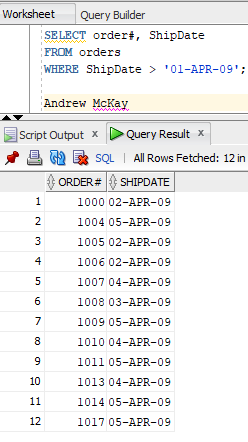 Worksheet Query Builder
SELECT order#, ShipDate
FROM orders
WHERE ShipDate > '01-APR-09';
Andrew McKay
Script Output x Query Result x
SQL | All Rows Fetched: 12 in
ORDER# SHIPDATE
1 1000 02-APR-09
2 1004 05-APR-09
3 1005 02-APR-09
4 1006 02-APR-09
5 1007 04-APR-09
6 1008 03-APR-09
7 1009 05-APR-09
8 1010 04-APR-09
9 1011 05-APR-09
10 1013 04-APR-09
11 1014 05-APR-09
12 1017 05-APR-09